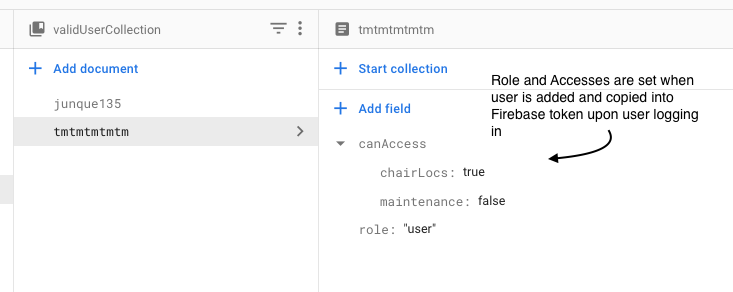 validUserCollection
tmtmtmtmtm
Add document
Start collection
Role and Accesses are set when
user is added and copied into
Firebase token upon user logging
in
junque135
Add field
tmtmtmtmtm
canAccess
chairLocs: true
maintenance: false
role: "user"